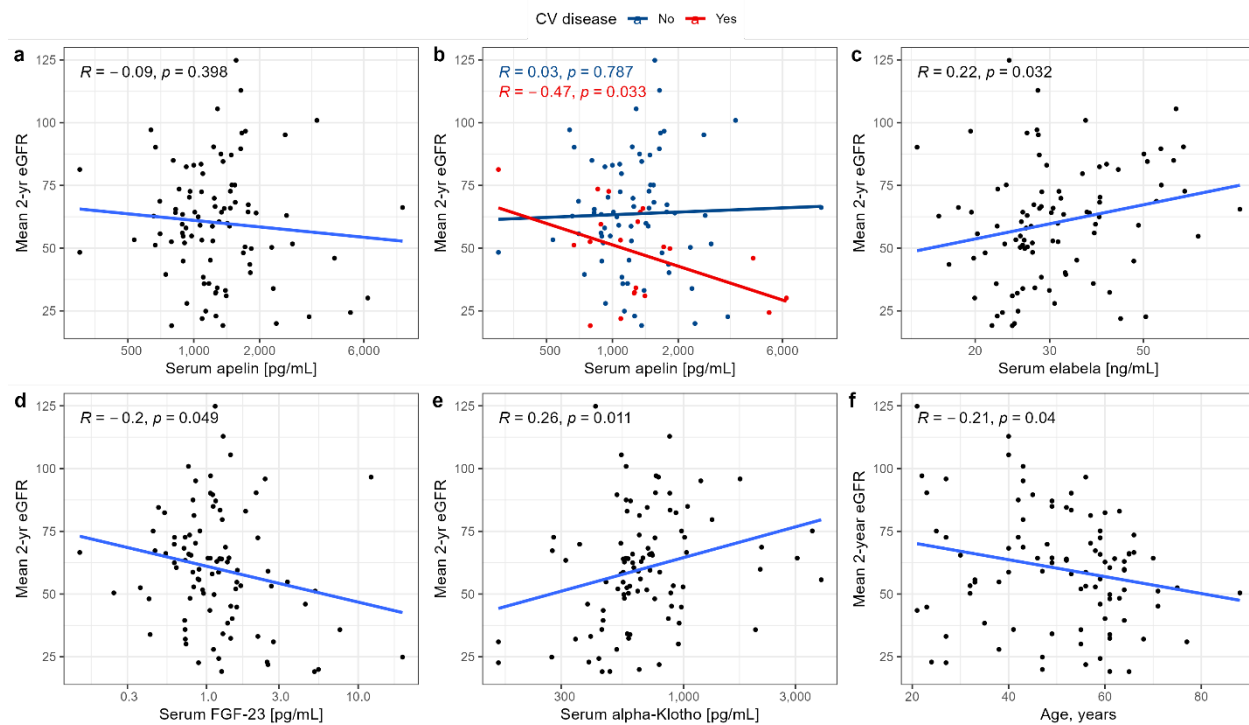 CV disease a No a Yes
a
R = − 0.09, p = 0.398
125
100
75
50
25
Mean 2-yr eGFR
500 1,000 2,000 6,000
Serum apelin [pg/mL]
b
R = 0.03, p = 0.787
R = − 0.47, p = 0.033
125
100
75
50
25
Mean 2-yr eGFR
500 1,000 2,000 6,000
Serum apelin [pg/mL]
c
R = 0.22, p = 0.032
125
100
75
50
25
Mean 2-yr eGFR
20 30 50
Serum elabela [ng/mL]
d
R = − 0.2, p = 0.049
125
100
75
50
25
Mean 2-yr eGFR
0.3 1.0 3.0 10.0
Serum FGF-23 [pg/mL]
e
R = 0.26, p = 0.011
125
100
75
50
25
Mean 2-yr eGFR
300 1,000 3,000
Serum alpha-Klotho [pg/mL]
f
R = − 0.21, p = 0.04
125
100
75
50
25
Mean 2-year eGFR
20 40 60 80
Age, years